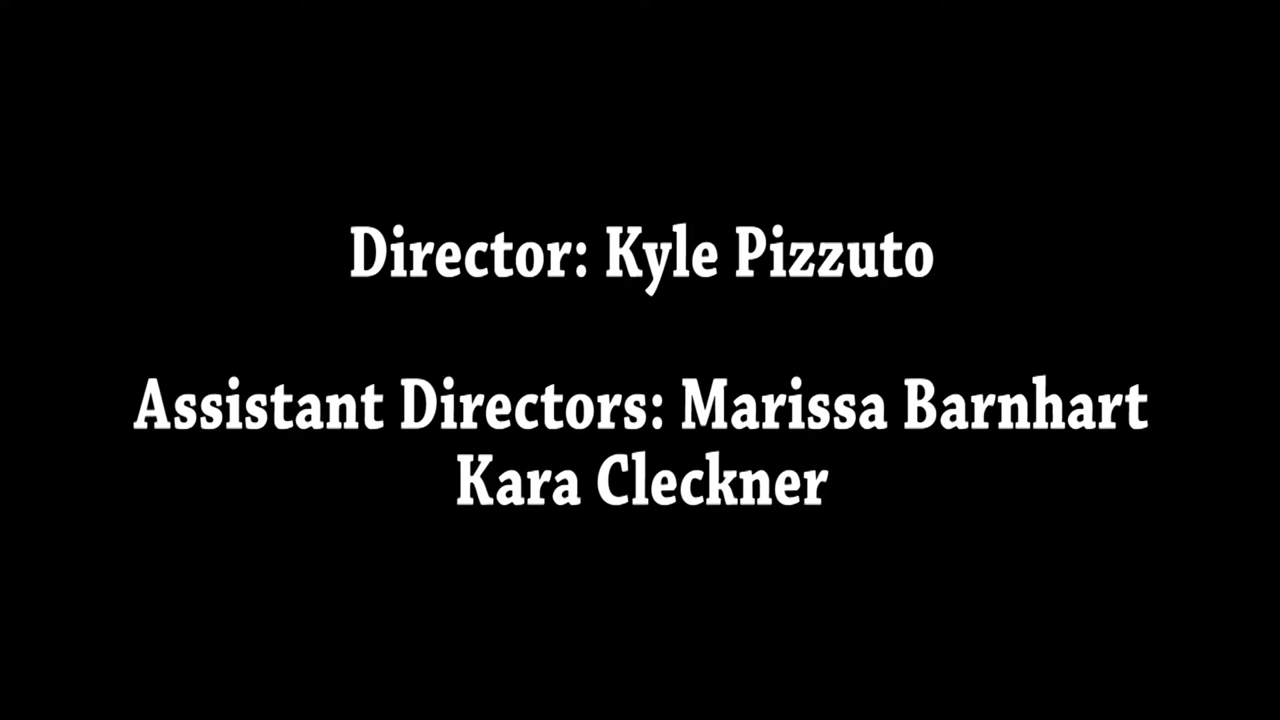 Director: Kyle Pizzuto
Assistant Directors: Marissa Barnhart
Kara Cleckner